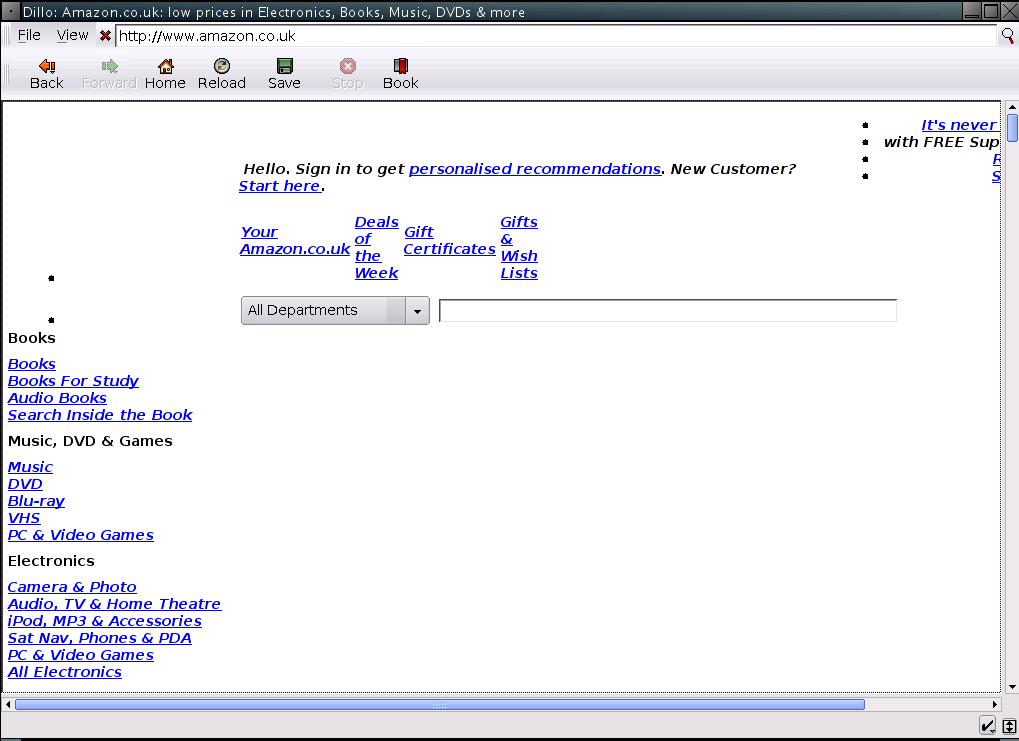 Dillo: Amazon.co.uk: low prices in Electronics, Books, Music, DVDs & more
File View http://www.amazon.co.uk
Back Forward Home Reload Save Stop Book
It's never
with FREE Sup
R
S
Hello. Sign in to get personalised recommendations. New Customer?
Start here.
Your
Amazon.co.uk
Deals
of
the
Week
Gift
Certificates
Gifts
&
Wish
Lists
All Departments
Books
Books
Books For Study
Audio Books
Search Inside the Book
Music, DVD & Games
Music
DVD
Blu-ray
VHS
PC & Video Games
Electronics
Camera & Photo
Audio, TV & Home Theatre
iPod, MP3 & Accessories
Sat Nav, Phones & PDA
PC & Video Games
All Electronics